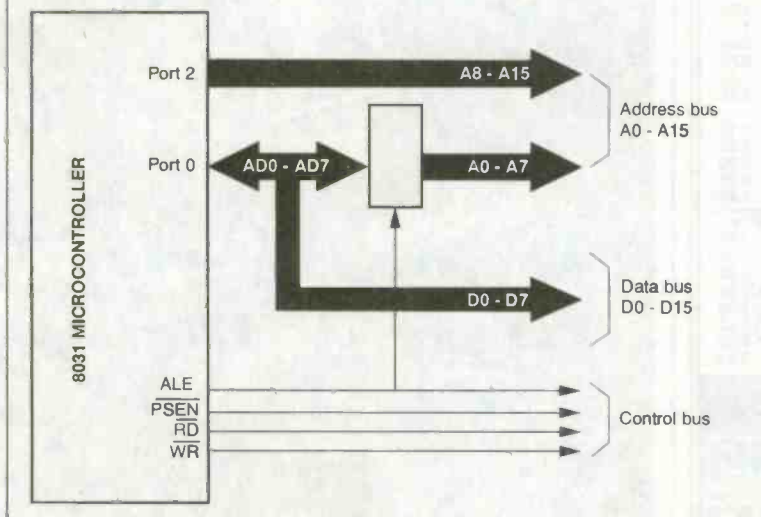 8031 MICROCONTROLLER
Port 2
A8 - A15
Address bus
A0 - A15
Port 0
AD0 - AD7
A0 - A7
D0 - D7
Data bus
D0 - D15
ALE
PSEN
RD
WR
Control bus